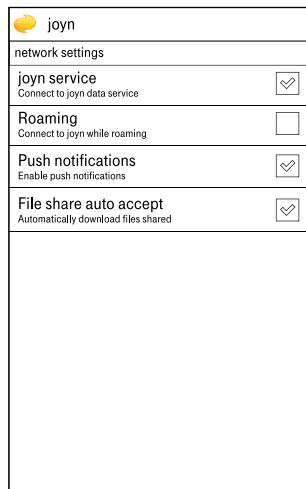 joyn
network settings
joyn service
Connect to joyn data service
Roaming
Connect to joyn while roaming
Push notifications
Enable push notifications
File share auto accept
Automatically download files shared